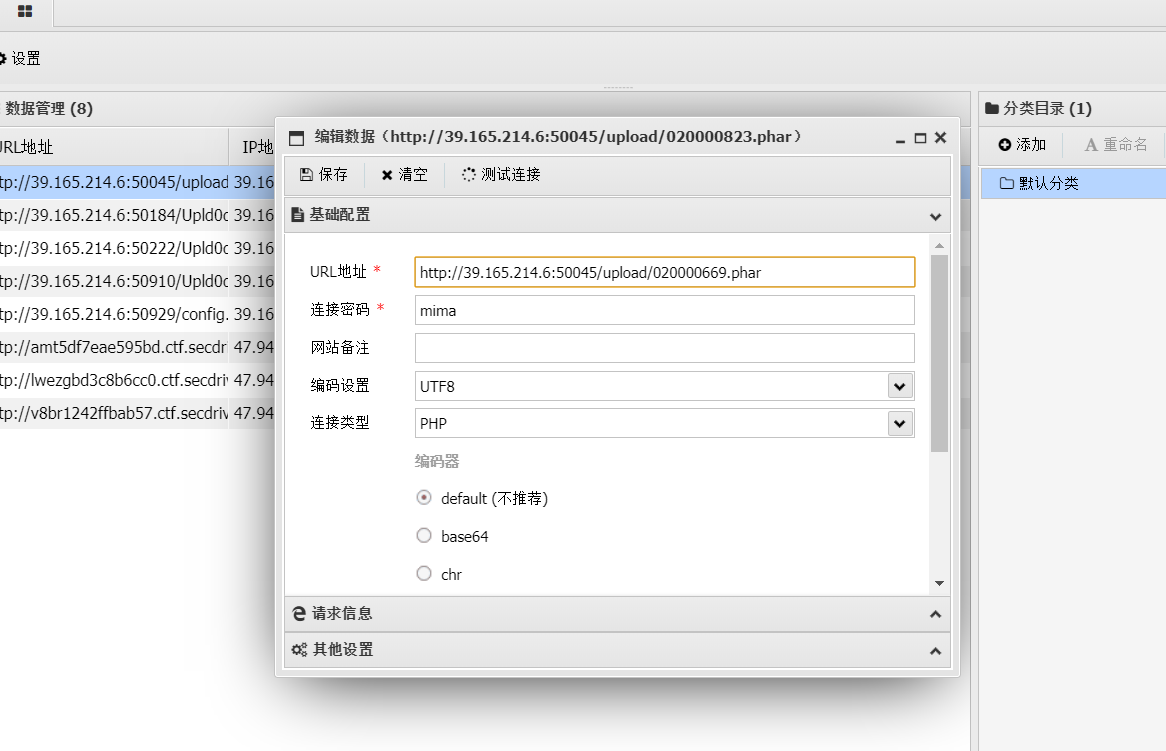 设置
数据管理 (8)
URL地址
IP地
tp://39.165.214.6:50045/upload 39.16
tp://39.165.214.6:50184/Upld0c 39.16
tp://39.165.214.6:50222/Upld0c 39.16
tp://39.165.214.6:50910/Upld0c 39.16
tp://39.165.214.6:50929/config. 39.16
tp://amt5df7eae595bd.ctf.secdri 47.94
tp://lwezgbd3c8b6cc0.ctf.secdriv 47.94
tp://v8br1242ffbab57.ctf.secdriv 47.94
编辑数据（http://39.165.214.6:50045/upload/020000823.phar）
保存 清空 测试连接
基础配置
URL地址 * http://39.165.214.6:50045/upload/020000669.phar
连接密码 * mima
网站备注
编码设置 UTF8
连接类型 PHP
编码器
default (不推荐)
base64
chr
请求信息
其他设置
分类目录 (1)
添加 A 重命名
默认分类